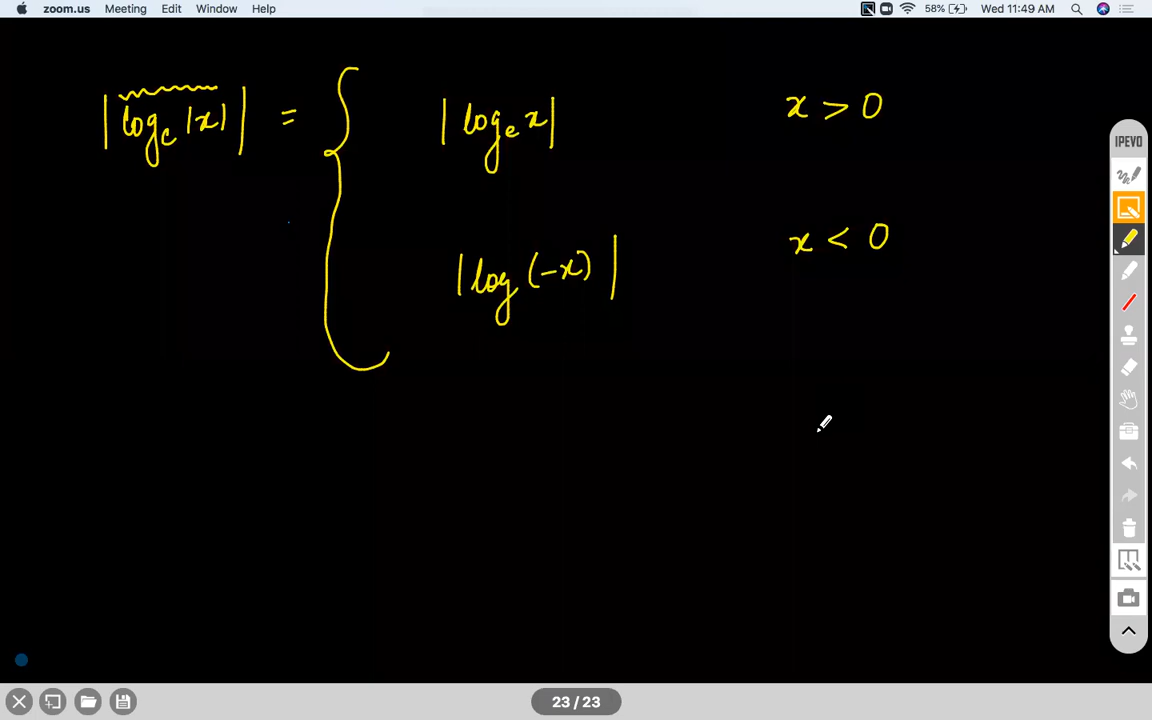 zoom.us Meeting Edit Window Help 58% Wed 11:49 AM
|log_e |x|| = { |log_e x| x > 0
|log (-x)| x < 0
IPEVO
23 / 23